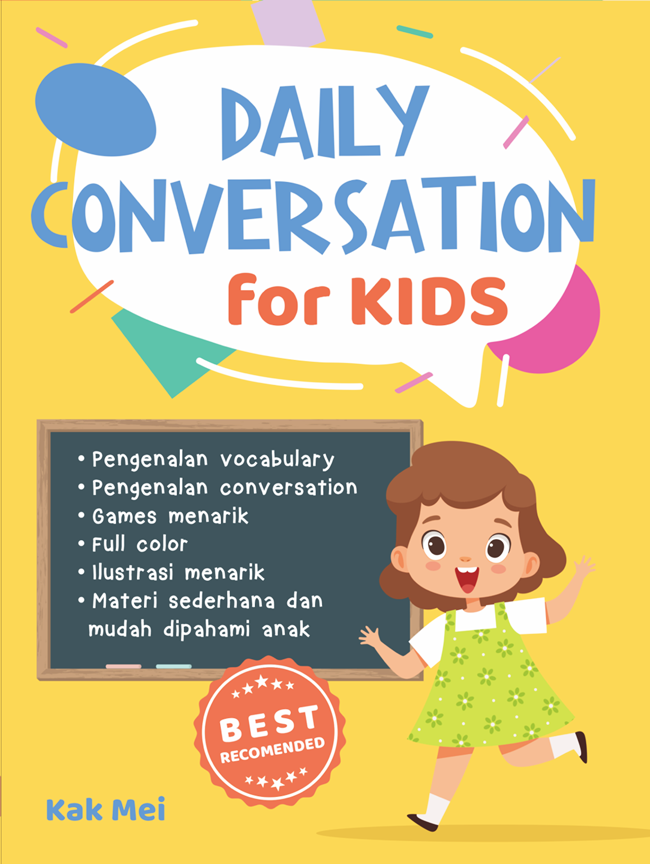 DAILY
CONVERSATION
for KIDS
• Pengenalan vocabulary
• Pengenalan conversation
• Games menarik
• Full color
• Ilustrasi menarik
• Materi sederhana dan
mudah dipahami anak
BEST
RECOMENDED
Kak Mei